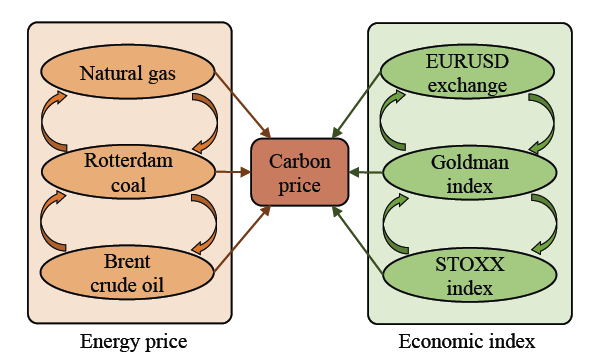 Natural gas
Rotterdam
coal
Brent
crude oil
Energy price
Carbon
price
EURUSD
exchange
Goldman
index
STOXX
index
Economic index